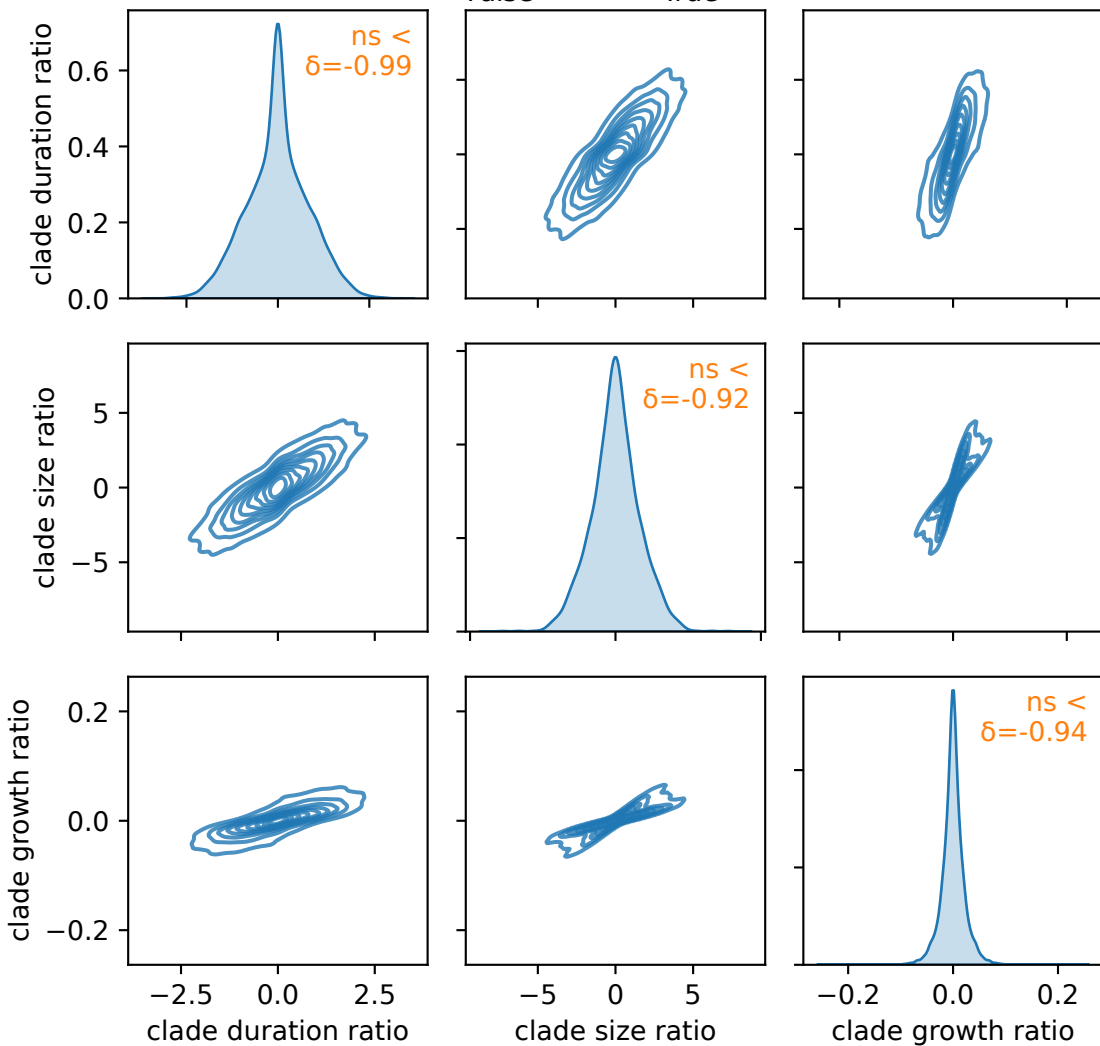 clade duration ratio
0.6
0.4
0.2
0.0
ns <
δ=-0.99
clade size ratio
5
0
−5
ns <
δ=-0.92
clade growth ratio
0.2
0.0
−0.2
ns <
δ=-0.94
−2.5 0.0 2.5
−5 0 5
−0.2 0.0 0.2
clade duration ratio
clade size ratio
clade growth ratio